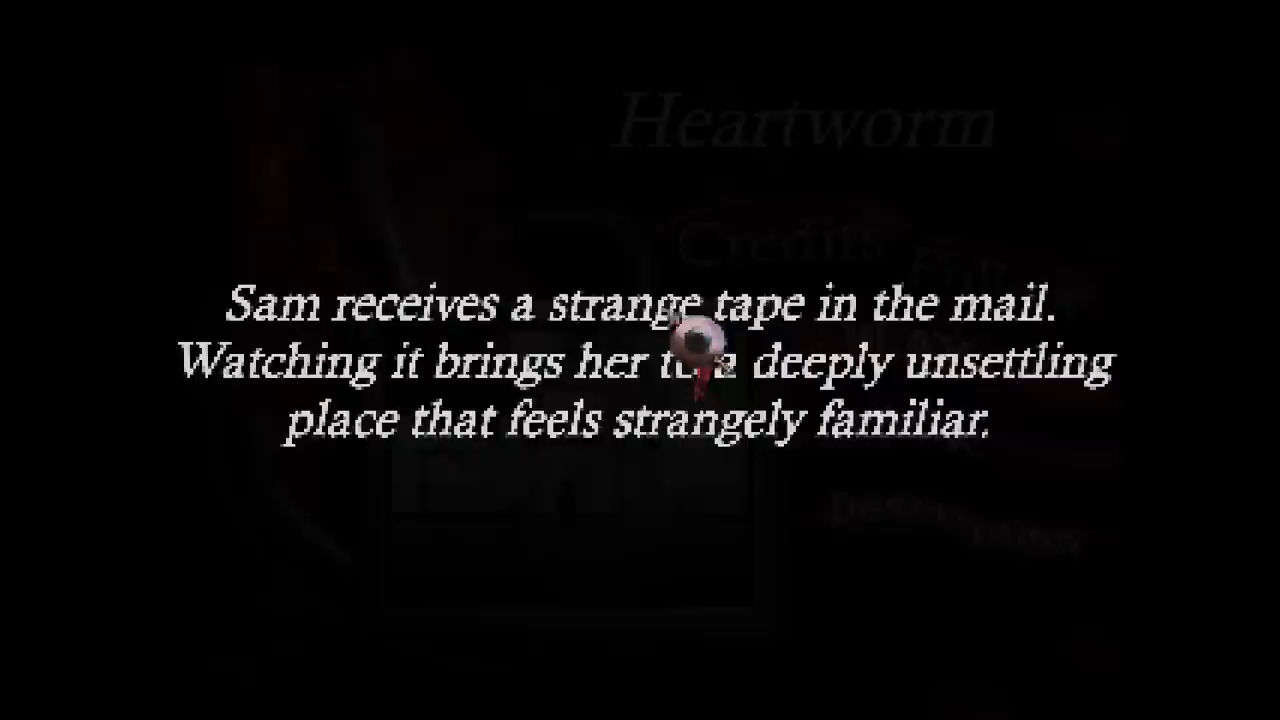 Heartworm
Credits
Sam receives a strange tape in the mail.
Watching it brings her to a deeply unsettling
place that feels strangely familiar.